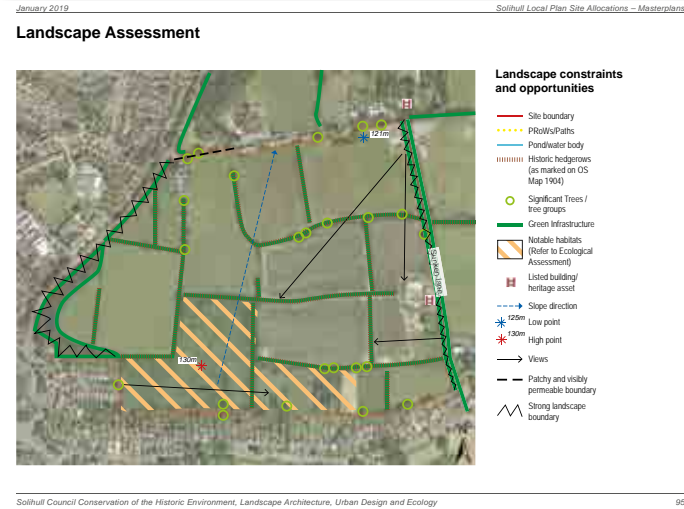 January 2019
Solihull Local Plan Site Allocations – Masterplans
Landscape Assessment
Landscape constraints
and opportunities
Site boundary
PRoWs/Paths
Pond/water body
Historic hedgerows
(as marked on OS
Map 1904)
Significant Trees /
tree groups
Green Infrastructure
Notable habitats
(Refer to Ecological
Assessment)
Listed building/
heritage asset
Slope direction
125m
Low point
130m
High point
Views
Patchy and visibly
permeable boundary
Strong landscape
boundary
121m
Sunken lane
130m
Solihull Council Conservation of the Historic Environment, Landscape Architecture, Urban Design and Ecology
95